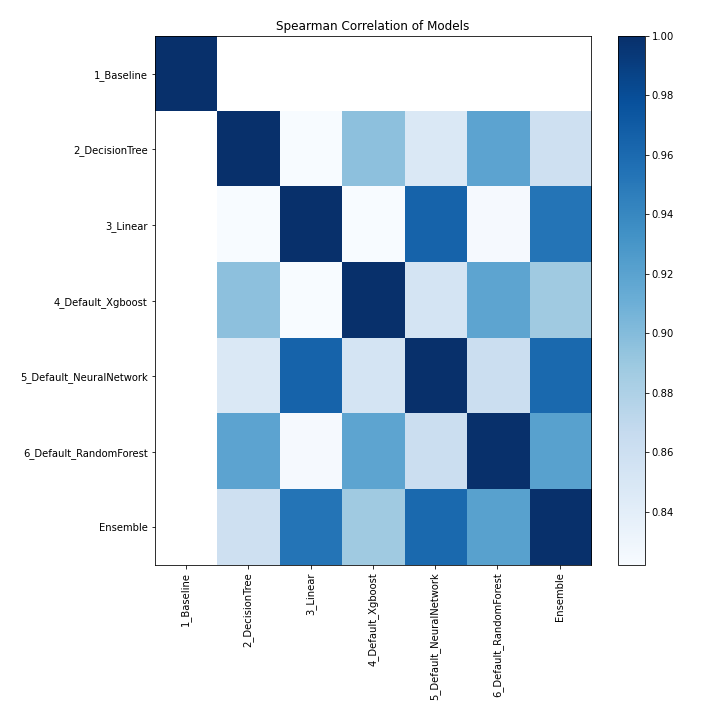 Spearman Correlation of Models
1_Baseline
2_DecisionTree
3_Linear
4_Default_Xgboost
5_Default_NeuralNetwork
6_Default_RandomForest
Ensemble
1_Baseline
2_DecisionTree
3_Linear
4_Default_Xgboost
5_Default_NeuralNetwork
6_Default_RandomForest
Ensemble
1.00
0.98
0.96
0.94
0.92
0.90
0.88
0.86
0.84